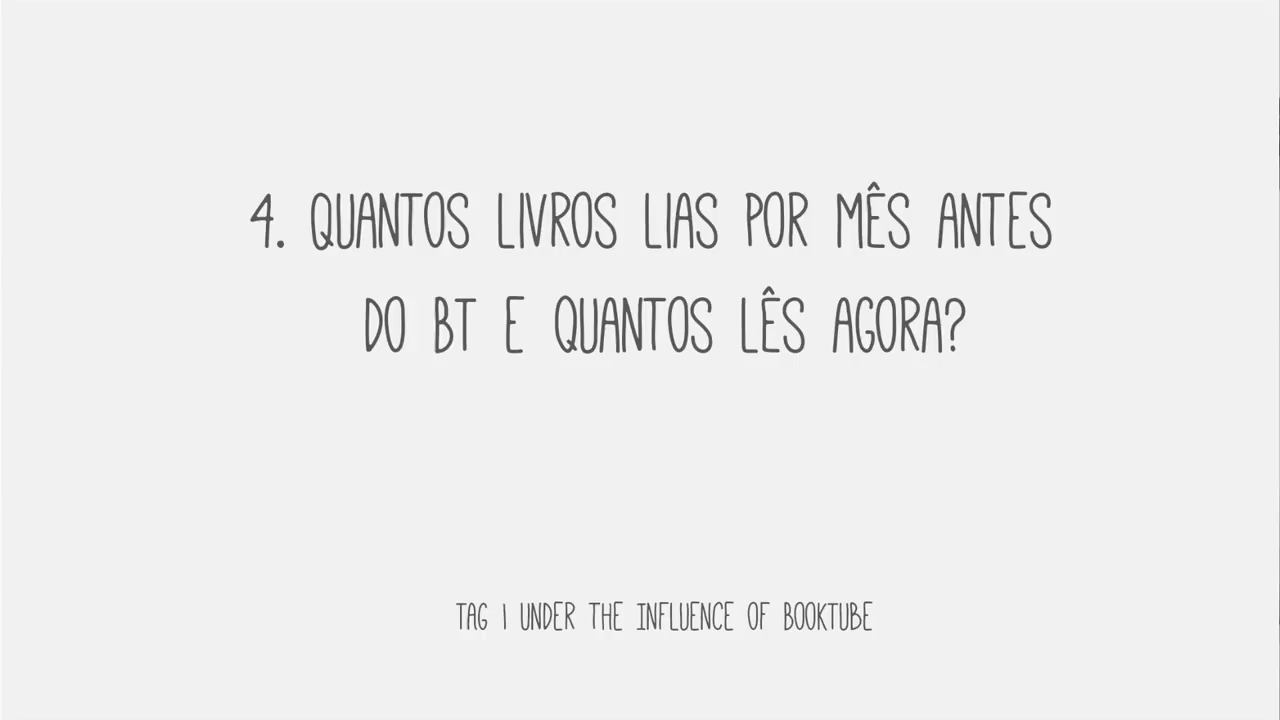 4. QUANTOS LIVROS LIAS POR MÊS ANTES
DO BT E QUANTOS LÊS AGORA?
TAG | UNDER THE INFLUENCE OF BOOKTUBE